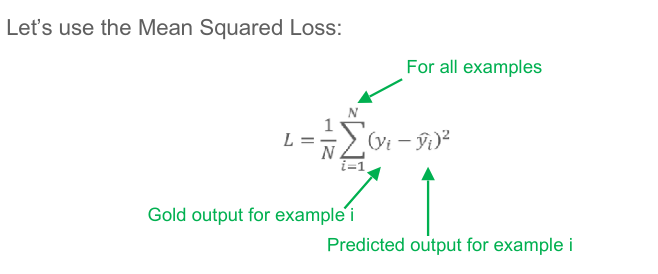 Let's use the Mean Squared Loss:
For all examples
L = \frac{1}{N} \sum_{i=1}^{N} (y_i - \hat{y_i})^2
Gold output for example i
Predicted output for example i